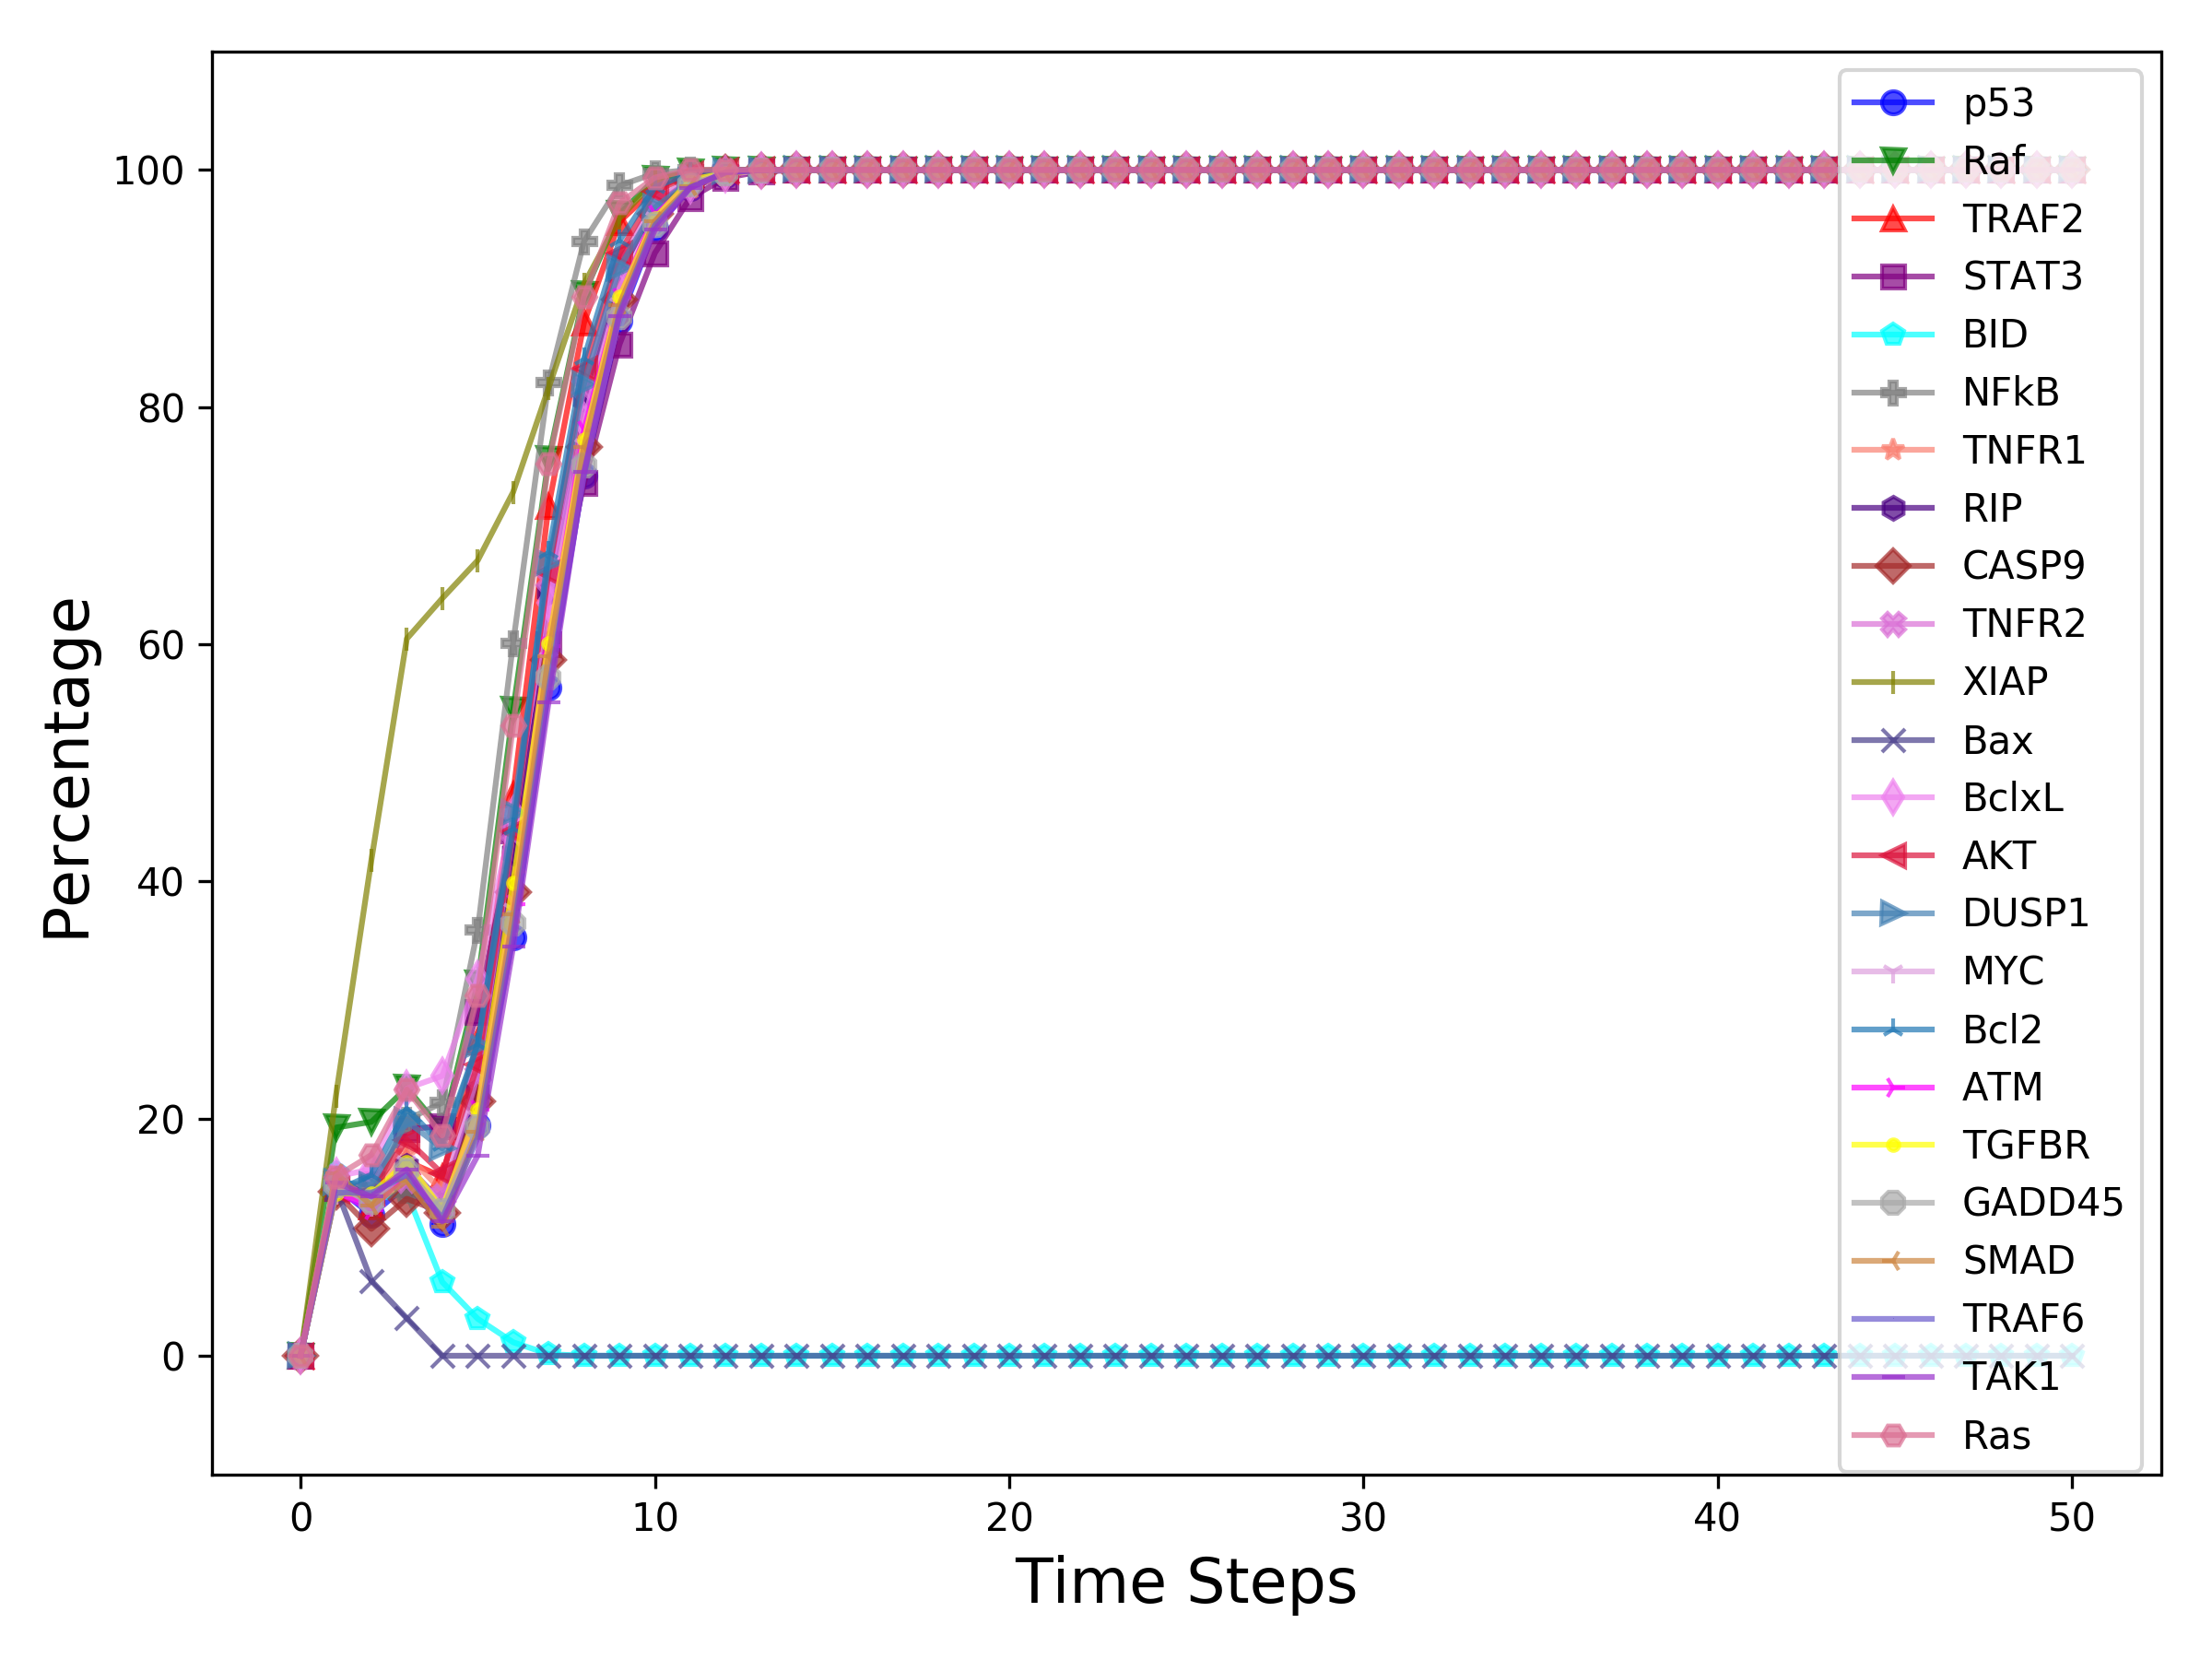 Percentage
100
80
60
40
20
0
0 10 20 30 40 50
Time Steps
p53
Raf
TRAF2
STAT3
BID
NFkB
TNFR1
RIP
CASP9
TNFR2
XIAP
Bax
BclxL
AKT
DUSP1
MYC
Bcl2
ATM
TGFBR
GADD45
SMAD
TRAF6
TAK1
Ras